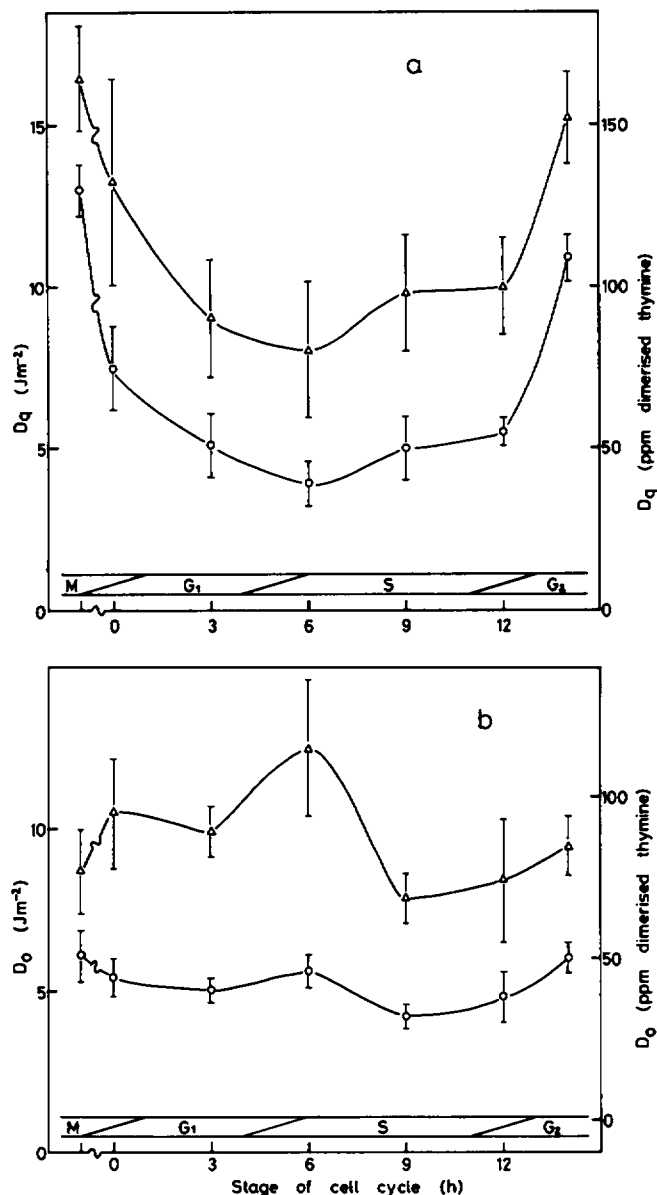 a
15
10
5
0
Dq (Jm⁻²)
150
100
50
0
Dq (ppm dimerised thymine)
M G₁ S G₂
0 3 6 9 12
b
10
5
0
D₀ (Jm⁻²)
100
50
0
D₀ (ppm dimerised thymine)
M G₁ S G₂
0 3 6 9 12
Stage of cell cycle (h)